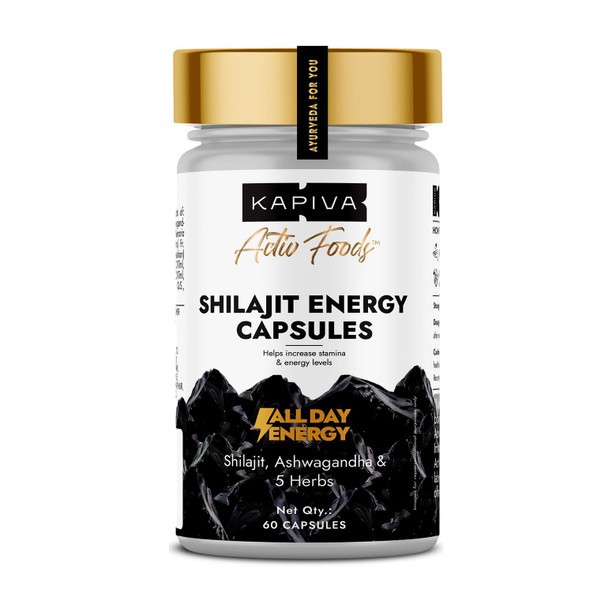 AYURVEDA FOR YOU
KAPIVA
Activ Foods™
SHILAJIT ENERGY
CAPSULES
Helps increase stamina
& energy levels
ALL DAY
ENERGY
Shilajit, Ashwagandha &
5 Herbs
Net Qty.:
60 CAPSULES